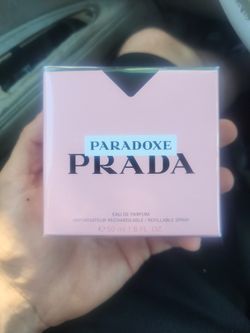 PARADOXE
PRADA
EAU DE PARFUM
VAPORISATEUR RECHARGEABLE / REFILLABLE SPRAY
50 ml 1.6 FL. OZ.